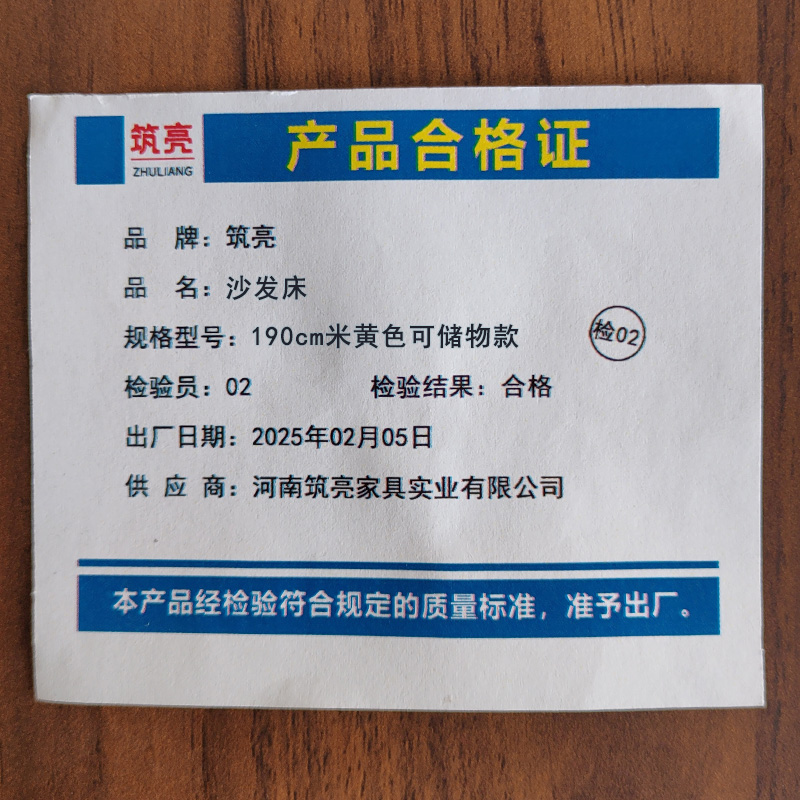 筑亮
ZHULIANG
产品合格证
品 牌：筑亮
品 名：沙发床
规格型号：190cm米黄色可储物款
检02
检验员：02 检验结果：合格
出厂日期：2025年02月05日
供 应 商：河南筑亮家具实业有限公司
本产品经检验符合规定的质量标准，准予出厂。